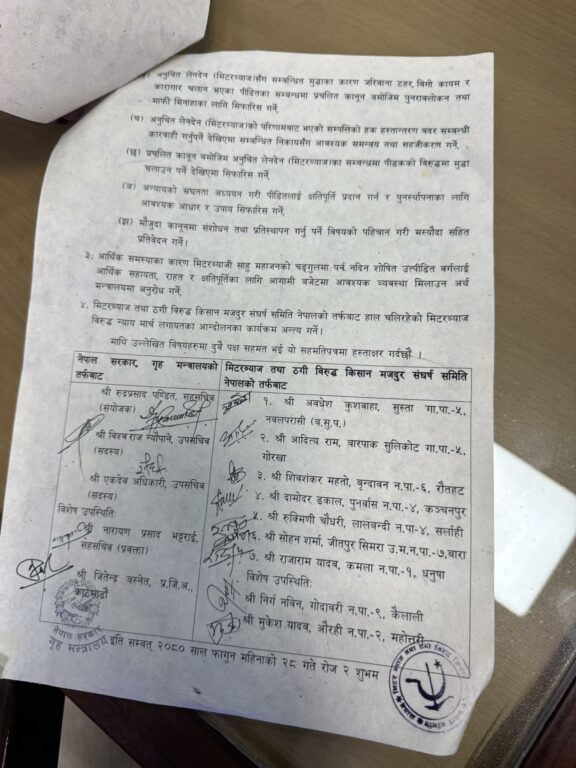 अनुचित लेनदेन (मिटरब्याज)सँग सम्बन्धित मुद्दाका कारण जरिवाना ठहर, विगो कायम र
कारागार चलान भएका पीडितका सम्बन्धमा प्रचलित कानून बमोजिम पुनरावलोकन तथा
माफी मिनाहाका लागि सिफारिस गर्ने,
(च) अनुचित लेनदेन (मिटरब्याज)को परिणामबाट भएको सम्पत्तिको हक हस्तान्तरण बदर सम्बन्धी
कारवाही गर्नुपर्ने देखिएमा सम्बन्धित निकायसँग आवश्यक समन्वय तथा सहजीकरण गर्ने,
(छ) प्रचलित कानून बमोजिम अनुचित लेनदेन (मिटरब्याज)का सम्बन्धमा पीडकको विरुद्धमा मुद्दा
चलाउन पर्ने देखिएमा सिफारिस गर्ने,
(ज) अन्यायको सघनता अध्ययन गरी पीडितलाई क्षतिपूर्ति प्रदान गर्न र पुनर्स्थापनाका लागि
आवश्यक आधार र उपाय सिफारिस गर्ने,
(झ) मौजुदा कानूनमा संशोधन तथा प्रतिस्थापन गर्नु पर्ने विषयको पहिचान गरी मस्यौदा सहित
प्रतिवेदन गर्ने।
३. आर्थिक समस्याका कारण मिटरब्याजी साहु महाजनको चङ्गुलमा पर्न नदिन शोषित उत्पीडित वर्गलाई
आर्थिक सहायता, राहत र क्षतिपूर्तिका लागि आगामी बजेटमा आवश्यक व्यवस्था मिलाउन अर्थ
मन्त्रालयमा अनुरोध गर्ने,
४. मिटरब्याज तथा ठगी विरुद्ध किसान मजदुर संघर्ष समिति नेपालको तर्फबाट हाल चलिरहेको मिटरब्याज
विरुद्ध न्याय मार्च लगायतका आन्दोलनका कार्यक्रम अन्त्य गर्ने।
माथि उल्लेखित विषयहरुमा दुवै पक्ष सहमत भई यो सहमतिपत्रमा हस्ताक्षर गर्दछौं ।
नेपाल सरकार, गृह मन्त्रालयको
तर्फबाट
श्री रुद्रप्रसाद पण्डित, सहसचिव
(संयोजक)
श्री विश्वराज न्यौपाने, उपसचिव
(सदस्य)
श्री एकदेव अधिकारी, उपसचिव
(सदस्य)
विशेष उपस्थितिः
श्री नारायण प्रसाद भट्टराई,
सहसचिव (प्रवक्ता)
श्री जितेन्द्र बस्नेत, प्र.जि.अ.,
काठमाडौं
मिटरब्याज तथा ठगी विरुद्ध किसान मजदुर संघर्ष समिति
नेपालको तर्फबाट
१. श्री अवधेश कुशवाहा, सुस्ता गा.पा.-५,
नवलपरासी (ब.सु.प.)
२. श्री आदित्य राम, वारपाक सुलिकोट गा.पा.-५,
गोरखा
३. श्री शिवशंकर महतो, बृन्दावन न.पा.-६, रौतहट
४. श्री दामोदर ढकाल, पुनर्बास न.पा.-४, कञ्चनपुर
५. श्री रुक्मिणी चौधरी, लालबन्दी न.पा-४, सर्लाही
६. श्री सोहन शर्मा, जीतपुर सिमरा उ.म.न.पा.-७,बारा
७. श्री राजाराम यादव, कमला न.पा.-१, धनुषा
विशेष उपस्थितिः
श्री निर्ग नविन, गोदावरी न.पा.-९, कैलाली
श्री मुकेश यादव, औरही न.पा.-२, महोत्तरी
नेपाल सरकार
गृह मन्त्रालय
इति सम्बत् २०८० साल फागुन महिनाको २८ गते रोज २ शुभम